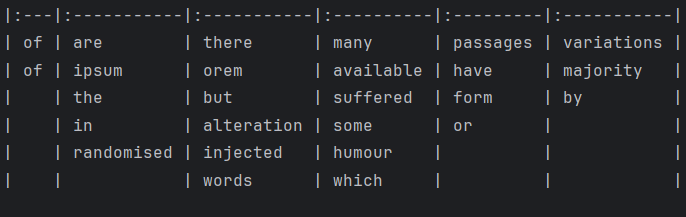 |:---|:-----------|:-----------|:----------|:---------|:-----------|
| of | are        | there      | many      | passages | variations |
| of | ipsum      | orem       | available | have     | majority   |
|    | the        | but        | suffered  | form     | by         |
|    | in         | alteration | some      | or       |            |
|    | randomised | injected   | humour    |          |            |
|    |            | words      | which     |          |            |